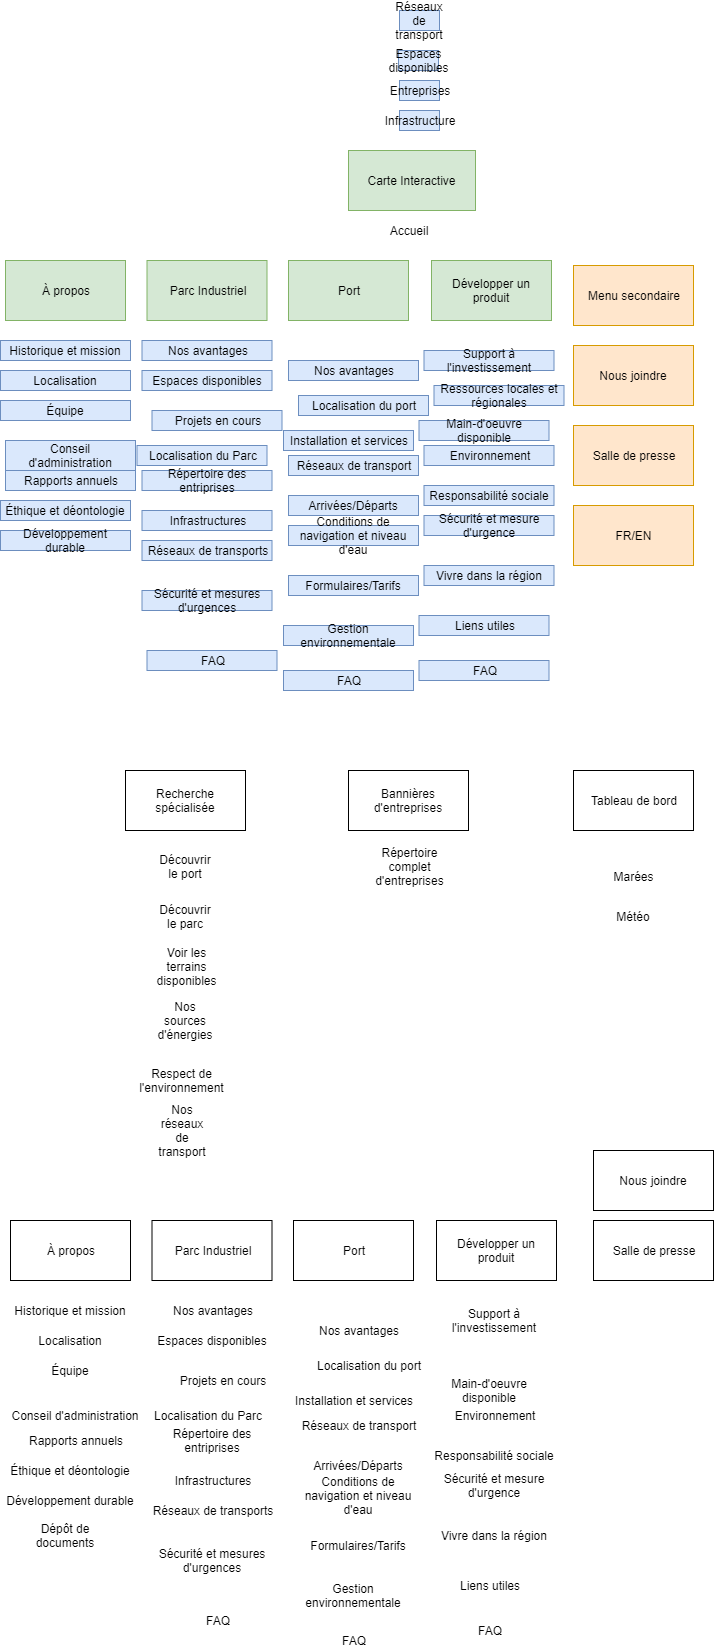 Réseaux
de
transport
Espaces
disponibles
Entreprises
Infrastructure
Carte Interactive
Accueil
À propos
Historique et mission
Localisation
Équipe
Conseil
d'administration
Rapports annuels
Éthique et déontologie
Développement
durable
Parc Industriel
Nos avantages
Espaces disponibles
Projets en cours
Localisation du Parc
Répertoire des
entriprises
Infrastructures
Réseaux de transports
Sécurité et mesures
d'urgences
FAQ
Port
Nos avantages
Localisation du port
Installation et services
Réseaux de transport
Arrivées/Départs
Conditions de
navigation et niveau
d'eau
Formulaires/Tarifs
Gestion
environnementale
FAQ
Développer un
produit
Support à
l'investissement
Ressources locales et
régionales
Main-d'oeuvre
disponible
Environnement
Responsabilité sociale
Sécurité et mesure
d'urgence
Vivre dans la région
Liens utiles
FAQ
Menu secondaire
Nous joindre
Salle de presse
FR/EN
Recherche
spécialisée
Découvrir
le port
Découvrir
le parc
Voir les
terrains
disponibles
Nos
sources
d'énergies
Respect de
l'environnement
Nos
réseaux
de
transport
Bannières
d'entreprises
Répertoire
complet
d'entreprises
Tableau de bord
Marées
Météo
Nous joindre
Salle de presse
À propos
Historique et mission
Localisation
Équipe
Conseil d'administration
Rapports annuels
Éthique et déontologie
Développement durable
Dépôt de
documents
Parc Industriel
Nos avantages
Espaces disponibles
Projets en cours
Localisation du Parc
Répertoire des
entriprises
Infrastructures
Réseaux de transports
Sécurité et mesures
d'urgences
FAQ
Port
Nos avantages
Localisation du port
Installation et services
Réseaux de transport
Arrivées/Départs
Conditions de
navigation et niveau
d'eau
Formulaires/Tarifs
Gestion
environnementale
FAQ
Développer un
produit
Support à
l'investissement
Main-d'oeuvre
disponible
Environnement
Responsabilité sociale
Sécurité et mesure
d'urgence
Vivre dans la région
Liens utiles
FAQ